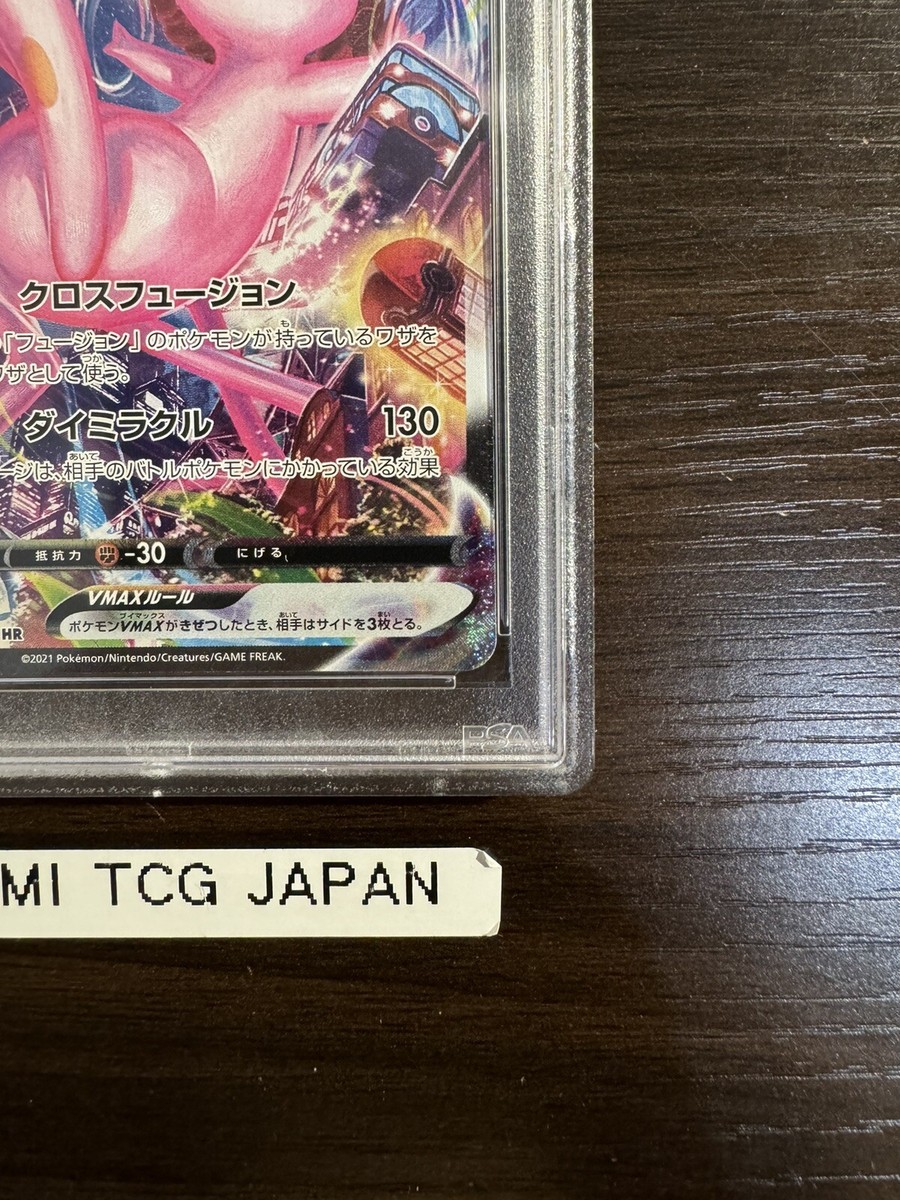 クロスフュージョン
「フュージョン」のポケモンが持っているワザを
ワザとして使う。
ダイミラクル 130
ージは、相手のバトルポケモンにかかっている効果
抵抗力 -30 にげる
VMAXルール
ポケモンVMAXがきぜつしたとき、相手はサイドを3枚とる。
HR
©2021 Pokémon/Nintendo/Creatures/GAME FREAK.
PSA
MI TCG JAPAN